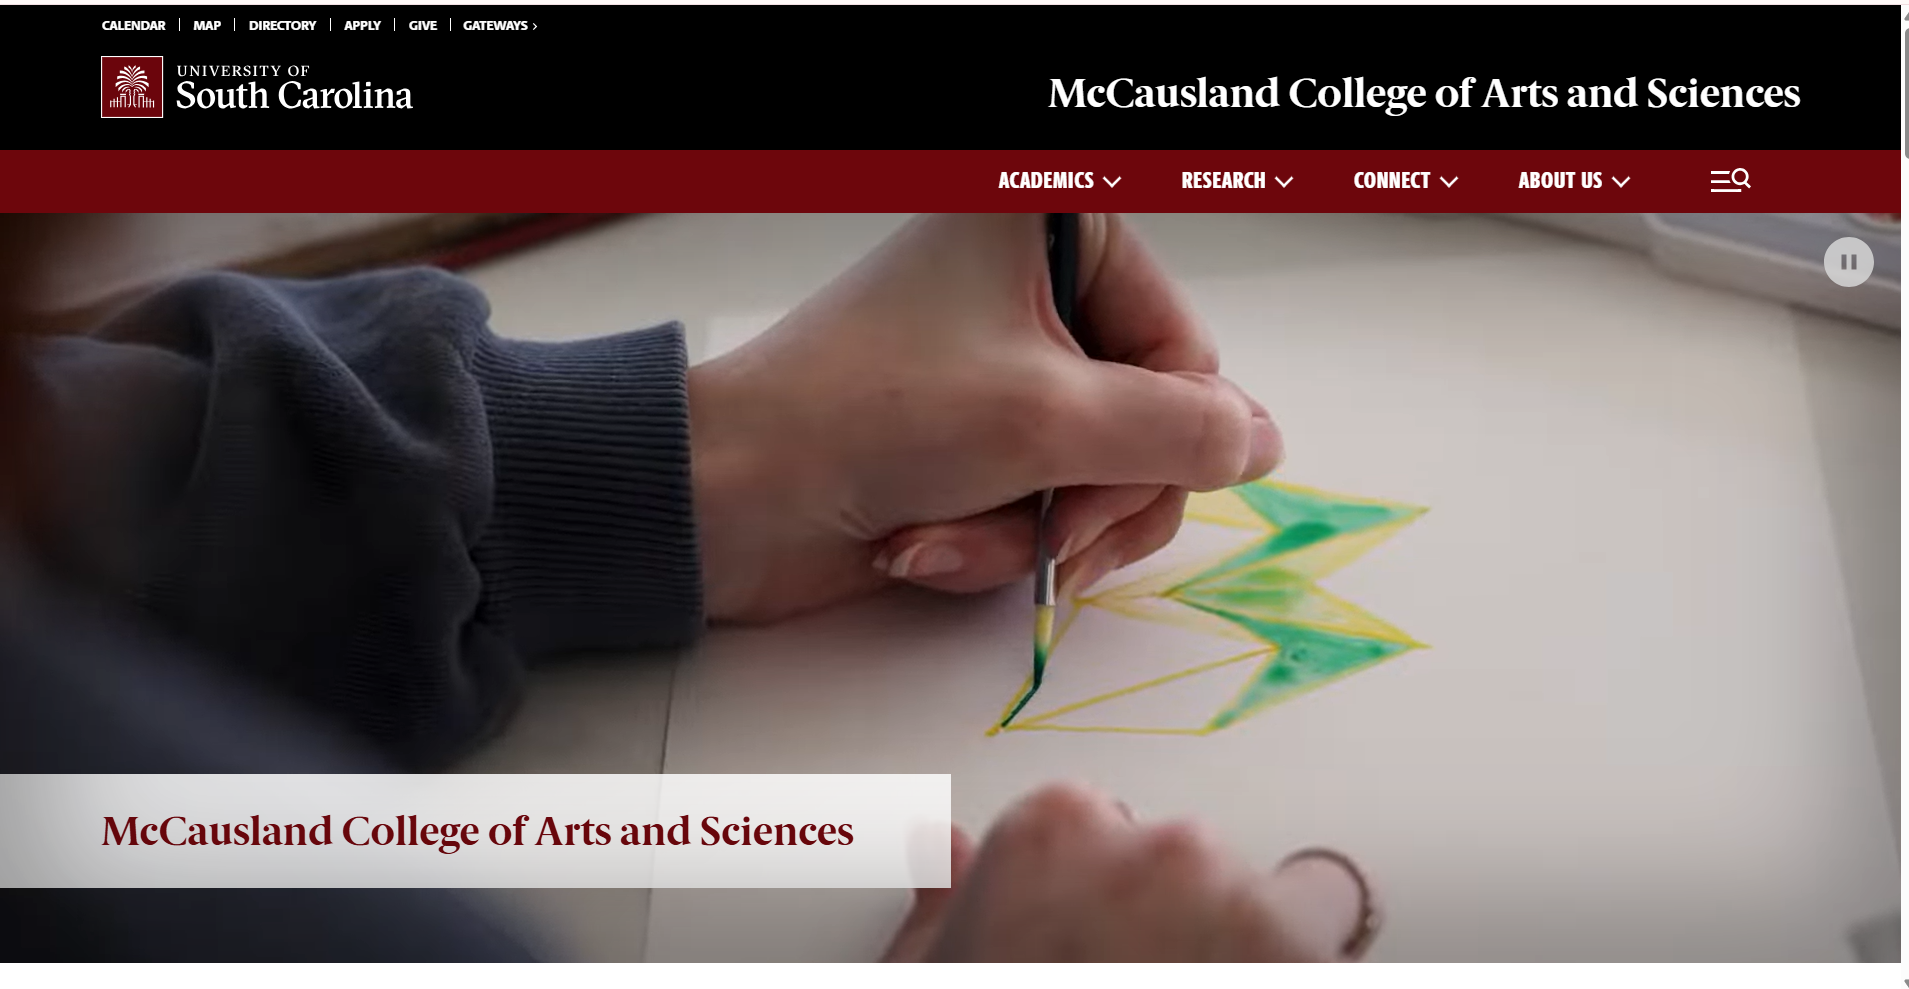 CALENDAR MAP DIRECTORY APPLY GIVE GATEWAYS ›
UNIVERSITY OF
South Carolina
McCausland College of Arts and Sciences
ACADEMICS RESEARCH CONNECT ABOUT US
McCausland College of Arts and Sciences